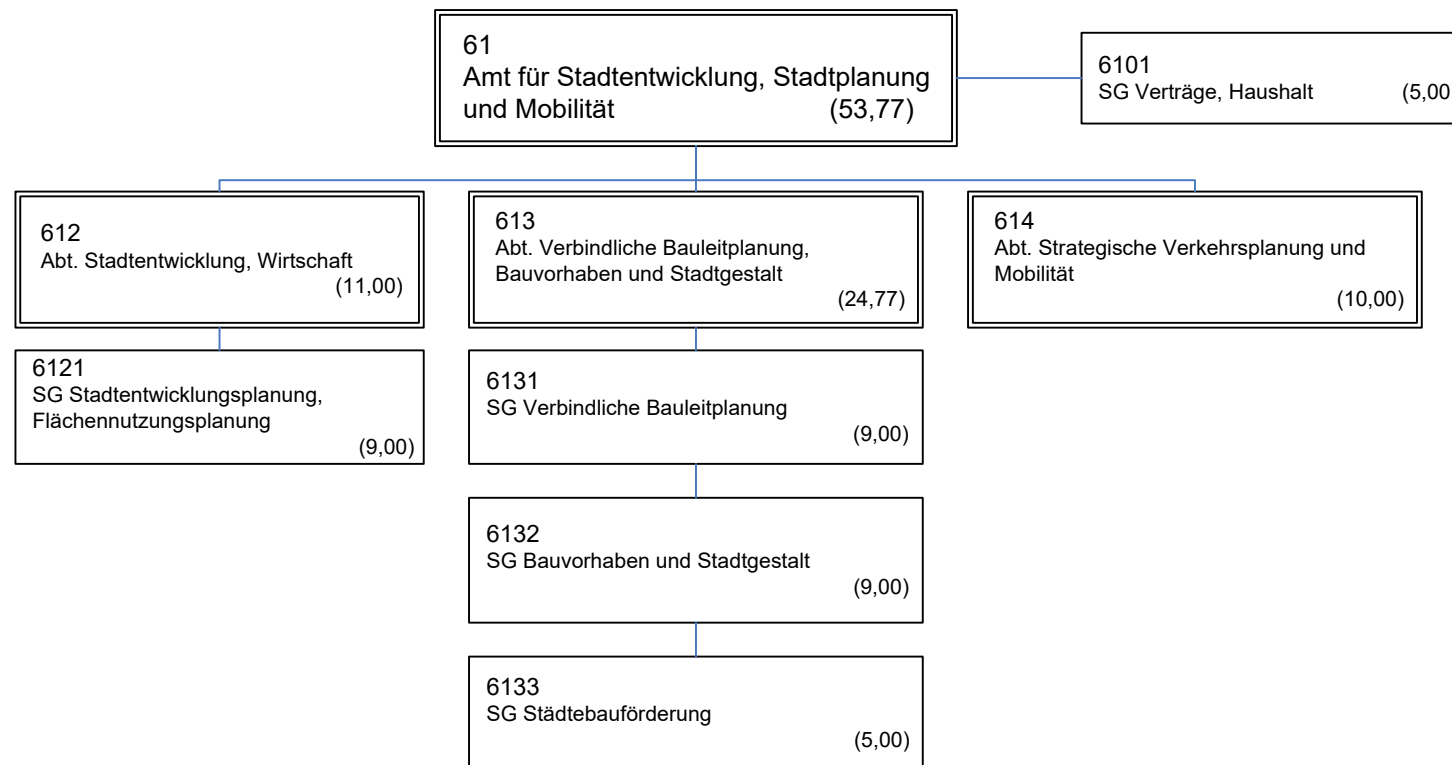 61
Amt für Stadtentwicklung, Stadtplanung
und Mobilität (53,77)
6101
SG Verträge, Haushalt (5,00
612
Abt. Stadtentwicklung, Wirtschaft
(11,00)
613
Abt. Verbindliche Bauleitplanung,
Bauvorhaben und Stadtgestalt
(24,77)
614
Abt. Strategische Verkehrsplanung und
Mobilität
(10,00)
6121
SG Stadtentwicklungsplanung,
Flächennutzungsplanung
(9,00)
6131
SG Verbindliche Bauleitplanung
(9,00)
6132
SG Bauvorhaben und Stadtgestalt
(9,00)
6133
SG Städtebauförderung
(5,00)